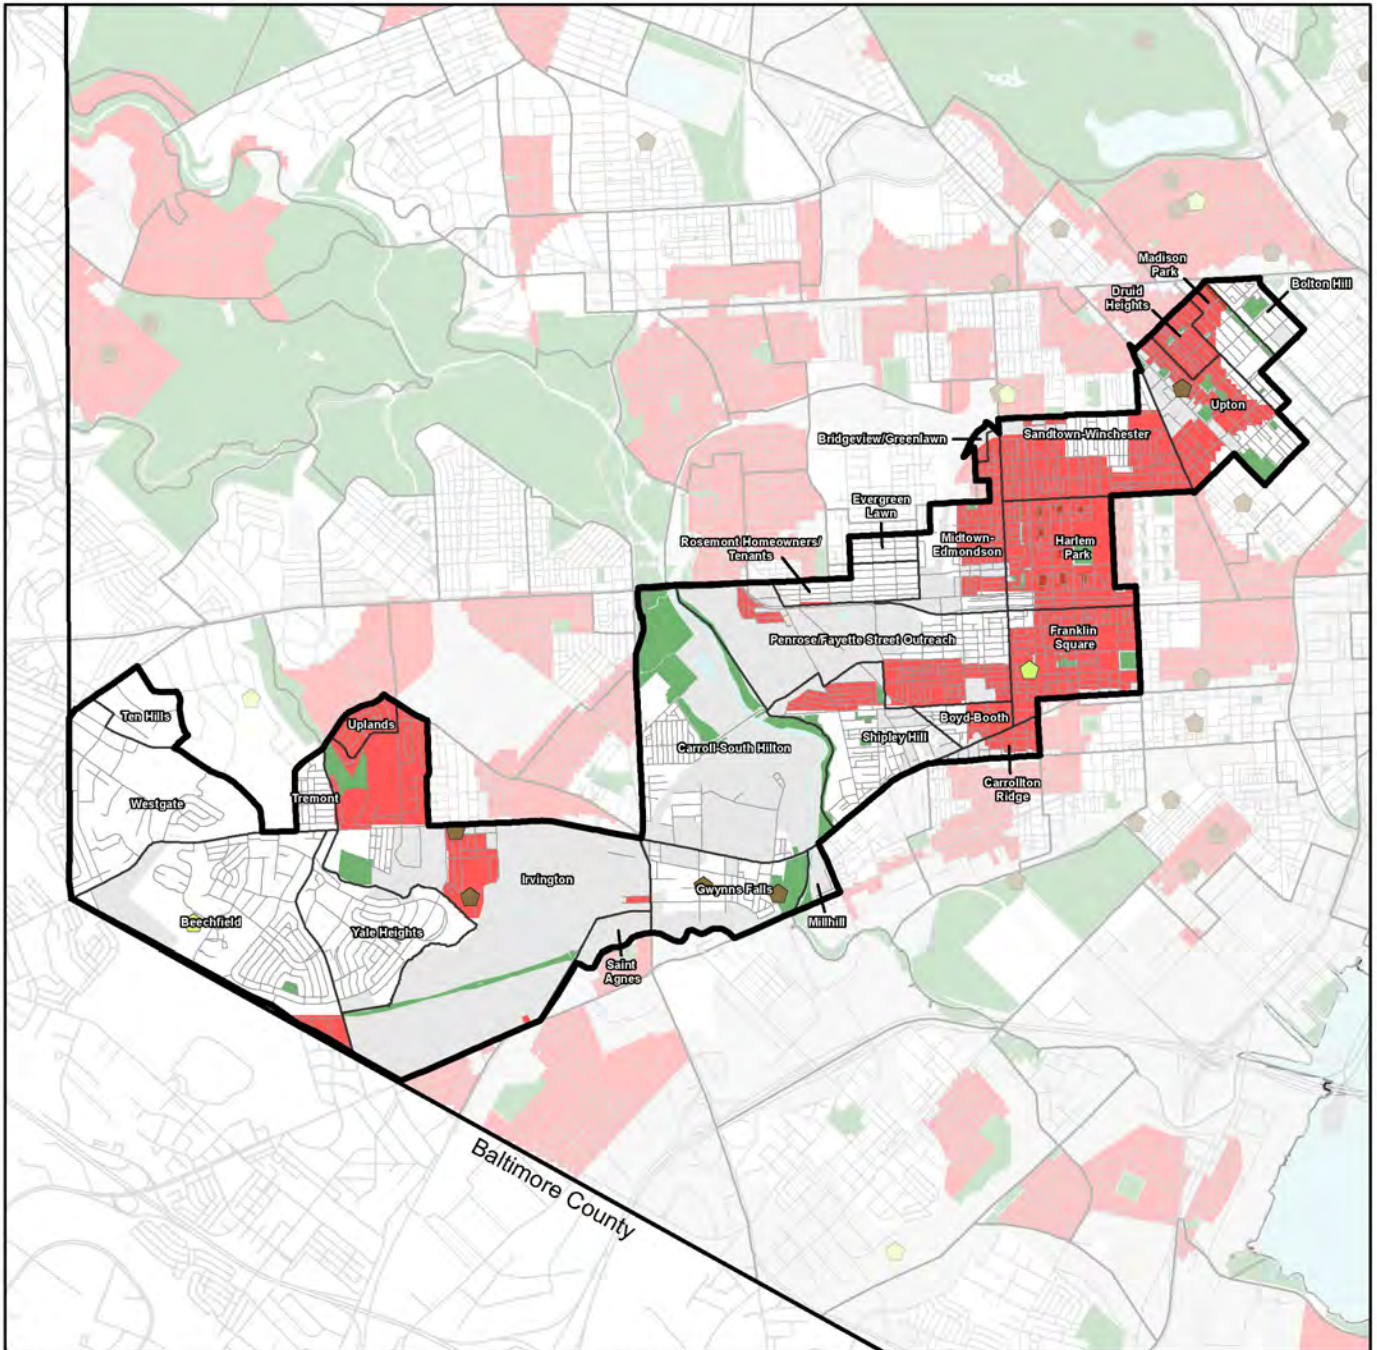 Madison
Park
Bolton Hill
Druid
Heights
Upton
Bridgeview/Greenlawn
Sandtown-Winchester
Evergreen
Lawn
Rosemont Homeowners/
Tenants
Midtown-
Edmondson
Harlem
Park
Penrose/Fayette Street Outreach
Franklin
Square
Ten Hills
Uplands
Boyd-Booth
Shipley Hill
Carroll-South Hilton
Carrollton
Ridge
Tremont
Westgate
Irvington
Gwynns Falls
Beechfield
Yale Heights
Millhill
Saint
Agnes
Baltimore County